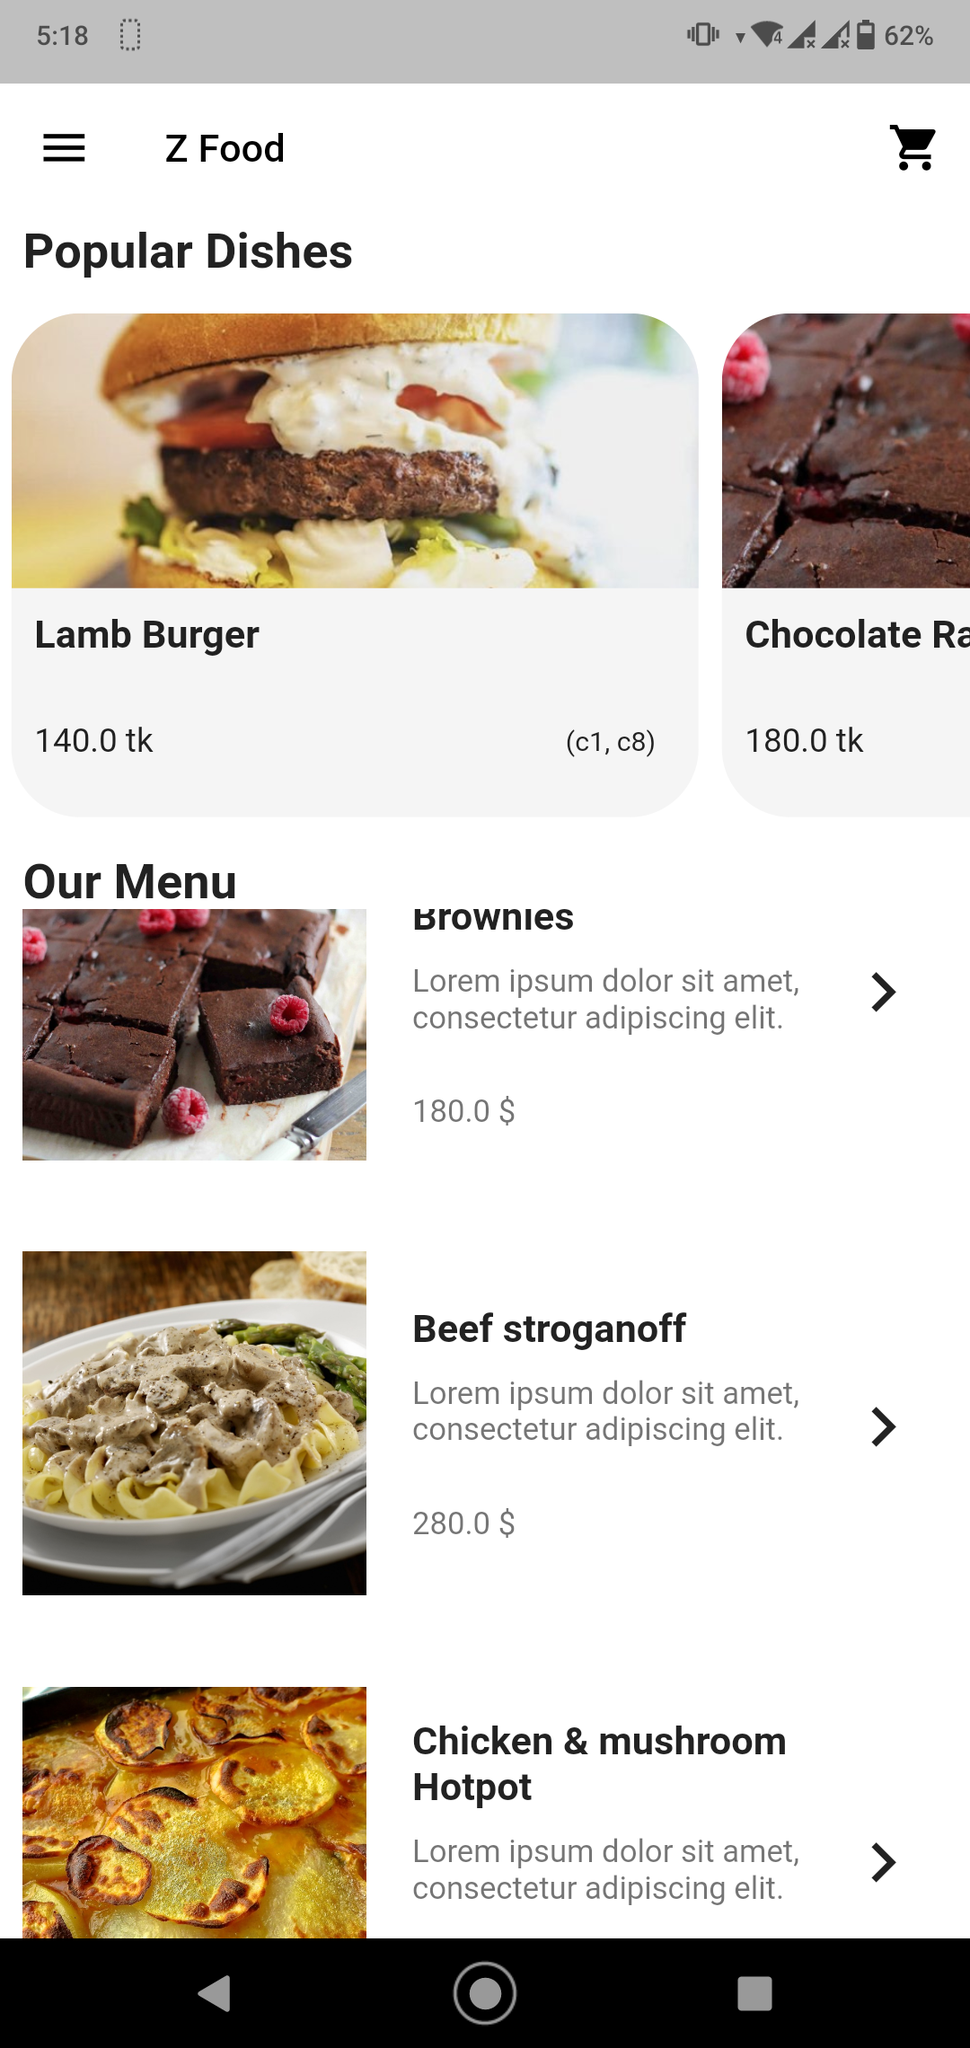 5:18
4
62%
Z Food
Popular Dishes
Lamb Burger
140.0 tk
(c1, c8)
Chocolate Ra
180.0 tk
Our Menu
Brownies
Lorem ipsum dolor sit amet,
consectetur adipiscing elit.
180.0 $
Beef stroganoff
Lorem ipsum dolor sit amet,
consectetur adipiscing elit.
280.0 $
Chicken & mushroom
Hotpot
Lorem ipsum dolor sit amet,
consectetur adipiscing elit.